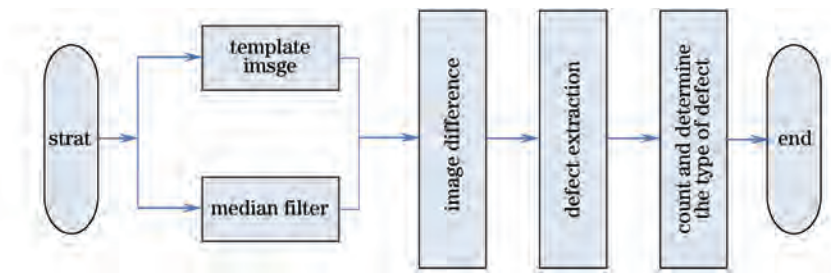 strat
template
imsge
median filter
image difference
defect extraction
count and determine
the type of defect
end